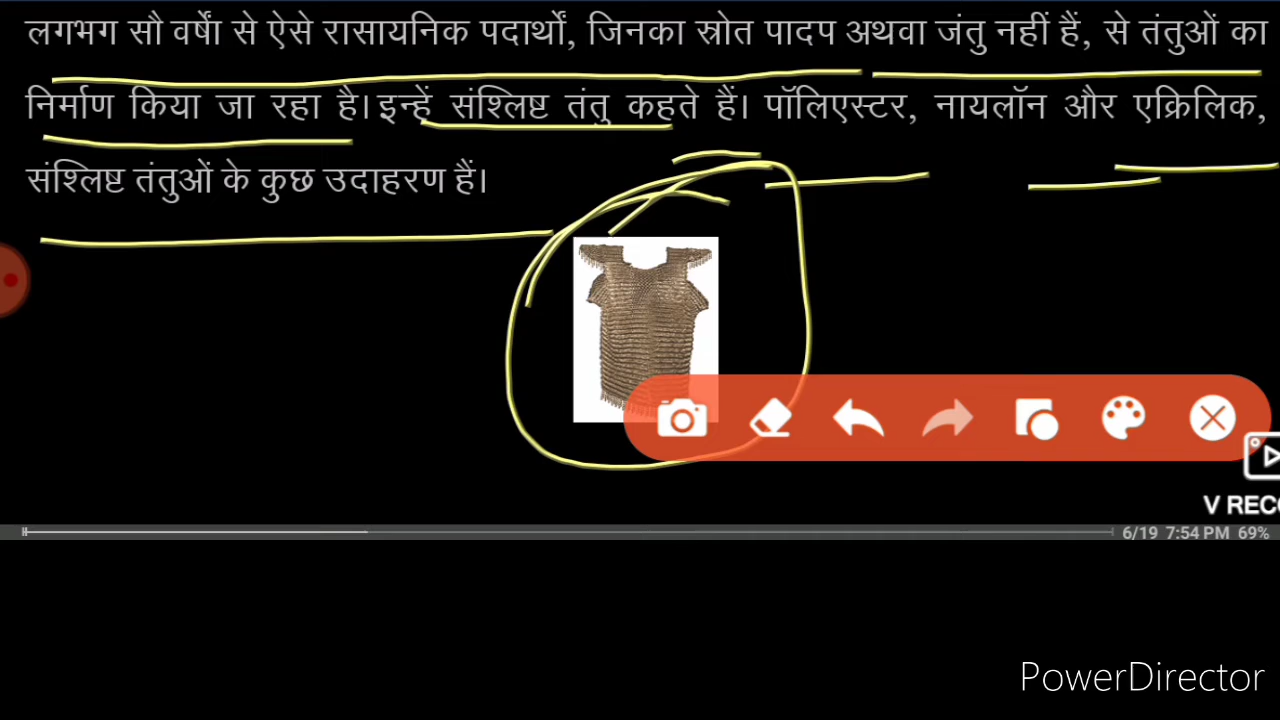 लगभग सौ वर्षों से ऐसे रासायनिक पदार्थों, जिनका स्रोत पादप अथवा जंतु नहीं हैं, से तंतुओं का
निर्माण किया जा रहा है। इन्हें संश्लिष्ट तंतु कहते हैं। पॉलिएस्टर, नायलॉन और एक्रिलिक,
संश्लिष्ट तंतुओं के कुछ उदाहरण हैं।
V REC
6/19 7:54 PM 69%
PowerDirector